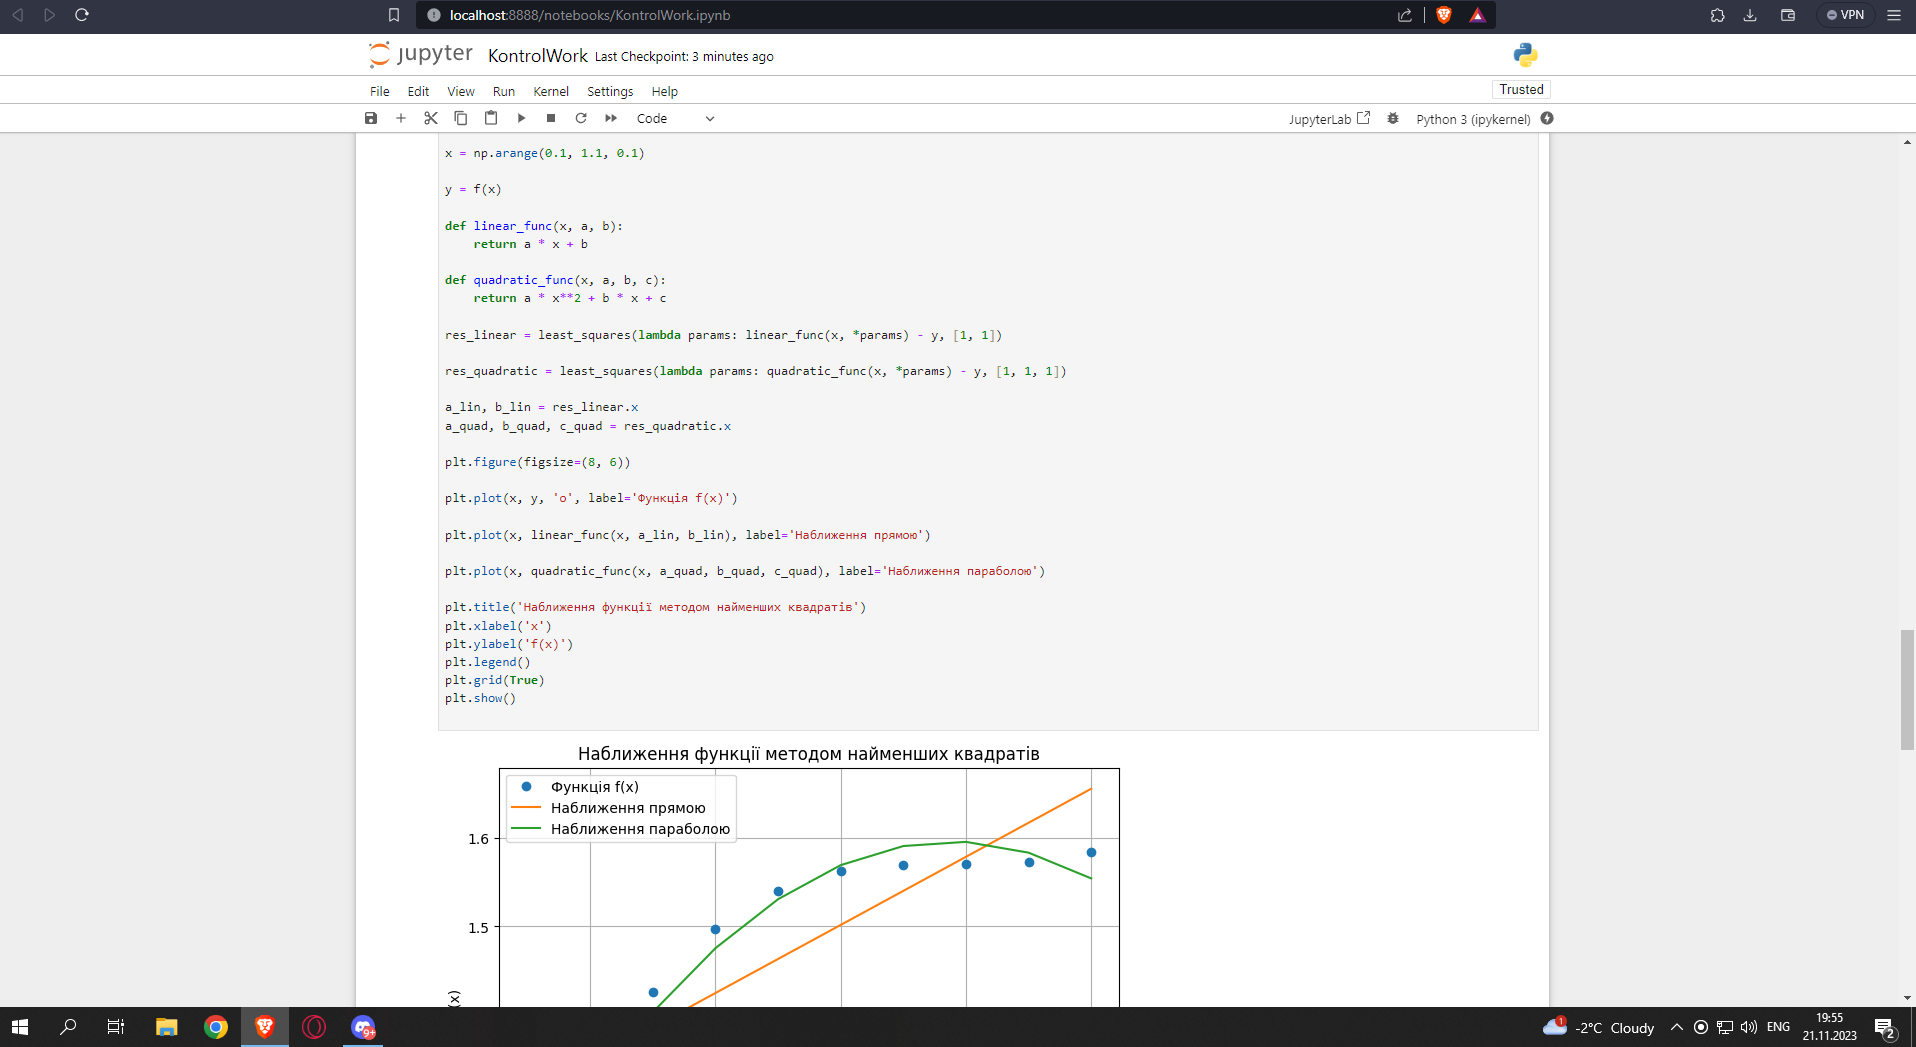 localhost:8888/notebooks/KontrolWork.ipynb
VPN
jupyter KontrolWork Last Checkpoint: 3 minutes ago
File Edit View Run Kernel Settings Help
Trusted
Code
JupyterLab
Python 3 (ipykernel)
x = np.arange(0.1, 1.1, 0.1)
y = f(x)
def linear_func(x, a, b):
    return a * x + b
def quadratic_func(x, a, b, c):
    return a * x**2 + b * x + c
res_linear = least_squares(lambda params: linear_func(x, *params) - y, [1, 1])
res_quadratic = least_squares(lambda params: quadratic_func(x, *params) - y, [1, 1, 1])
a_lin, b_lin = res_linear.x
a_quad, b_quad, c_quad = res_quadratic.x
plt.figure(figsize=(8, 6))
plt.plot(x, y, 'o', label='Функція f(x)')
plt.plot(x, linear_func(x, a_lin, b_lin), label='Наближення прямою')
plt.plot(x, quadratic_func(x, a_quad, b_quad, c_quad), label='Наближення параболою')
plt.title('Наближення функції методом найменших квадратів')
plt.xlabel('x')
plt.ylabel('f(x)')
plt.legend()
plt.grid(True)
plt.show()
Наближення функції методом найменших квадратів
Функція f(x)
Наближення прямою
Наближення параболою
1.6
1.5
(x)
9+
1
-2°C Cloudy
ENG
19:55
21.11.2023
2